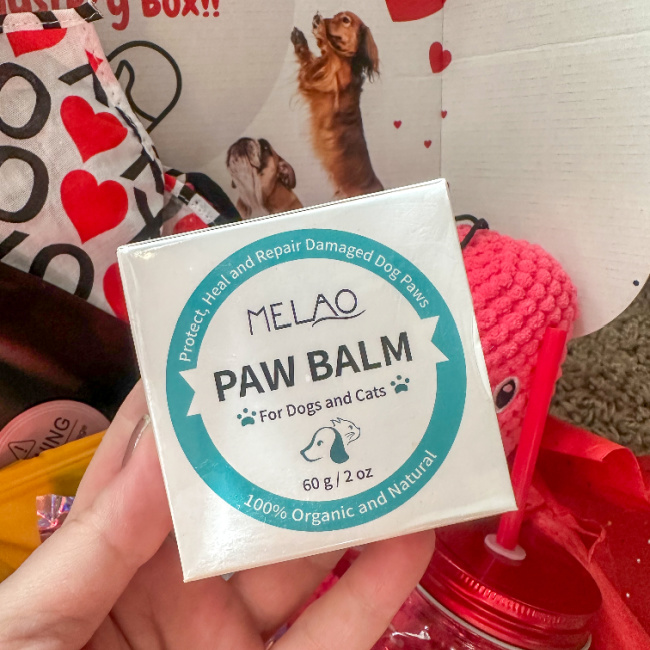 BOX!!
XO
Protect, Heal and Repair Damaged Dog Paws
MELAO
PAW BALM
For Dogs and Cats
60 g / 2 oz
100% Organic and Natural